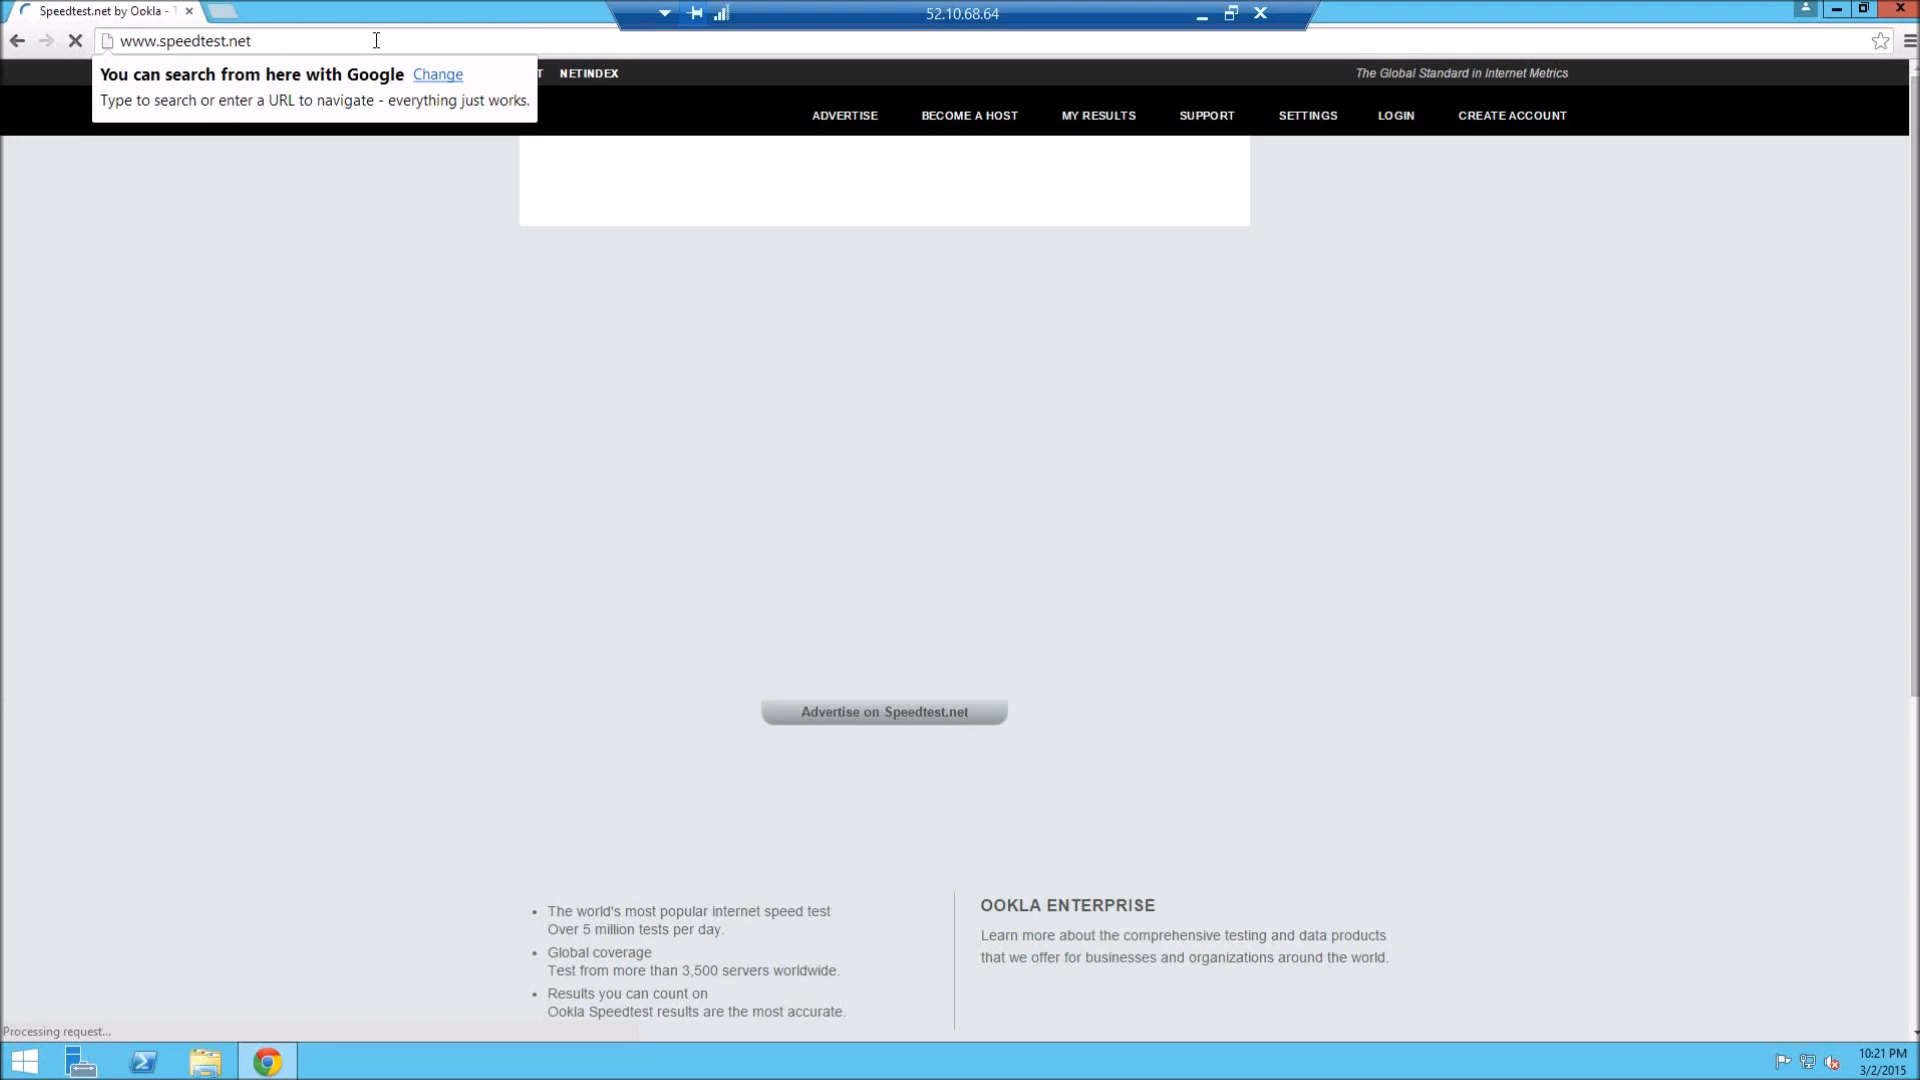 Speedtest.net by Ookla -
52.10.68.64
www.speedtest.net
You can search from here with Google Change
Type to search or enter a URL to navigate - everything just works.
T NETINDEX
The Global Standard in Internet Metrics
ADVERTISE BECOME A HOST MY RESULTS SUPPORT SETTINGS LOGIN CREATE ACCOUNT
Advertise on Speedtest.net
• The world's most popular internet speed test
Over 5 million tests per day.
• Global coverage
Test from more than 3,500 servers worldwide.
• Results you can count on
Ookla Speedtest results are the most accurate.
OOKLA ENTERPRISE
Learn more about the comprehensive testing and data products
that we offer for businesses and organizations around the world.
Processing request...
10:21 PM
3/2/2015